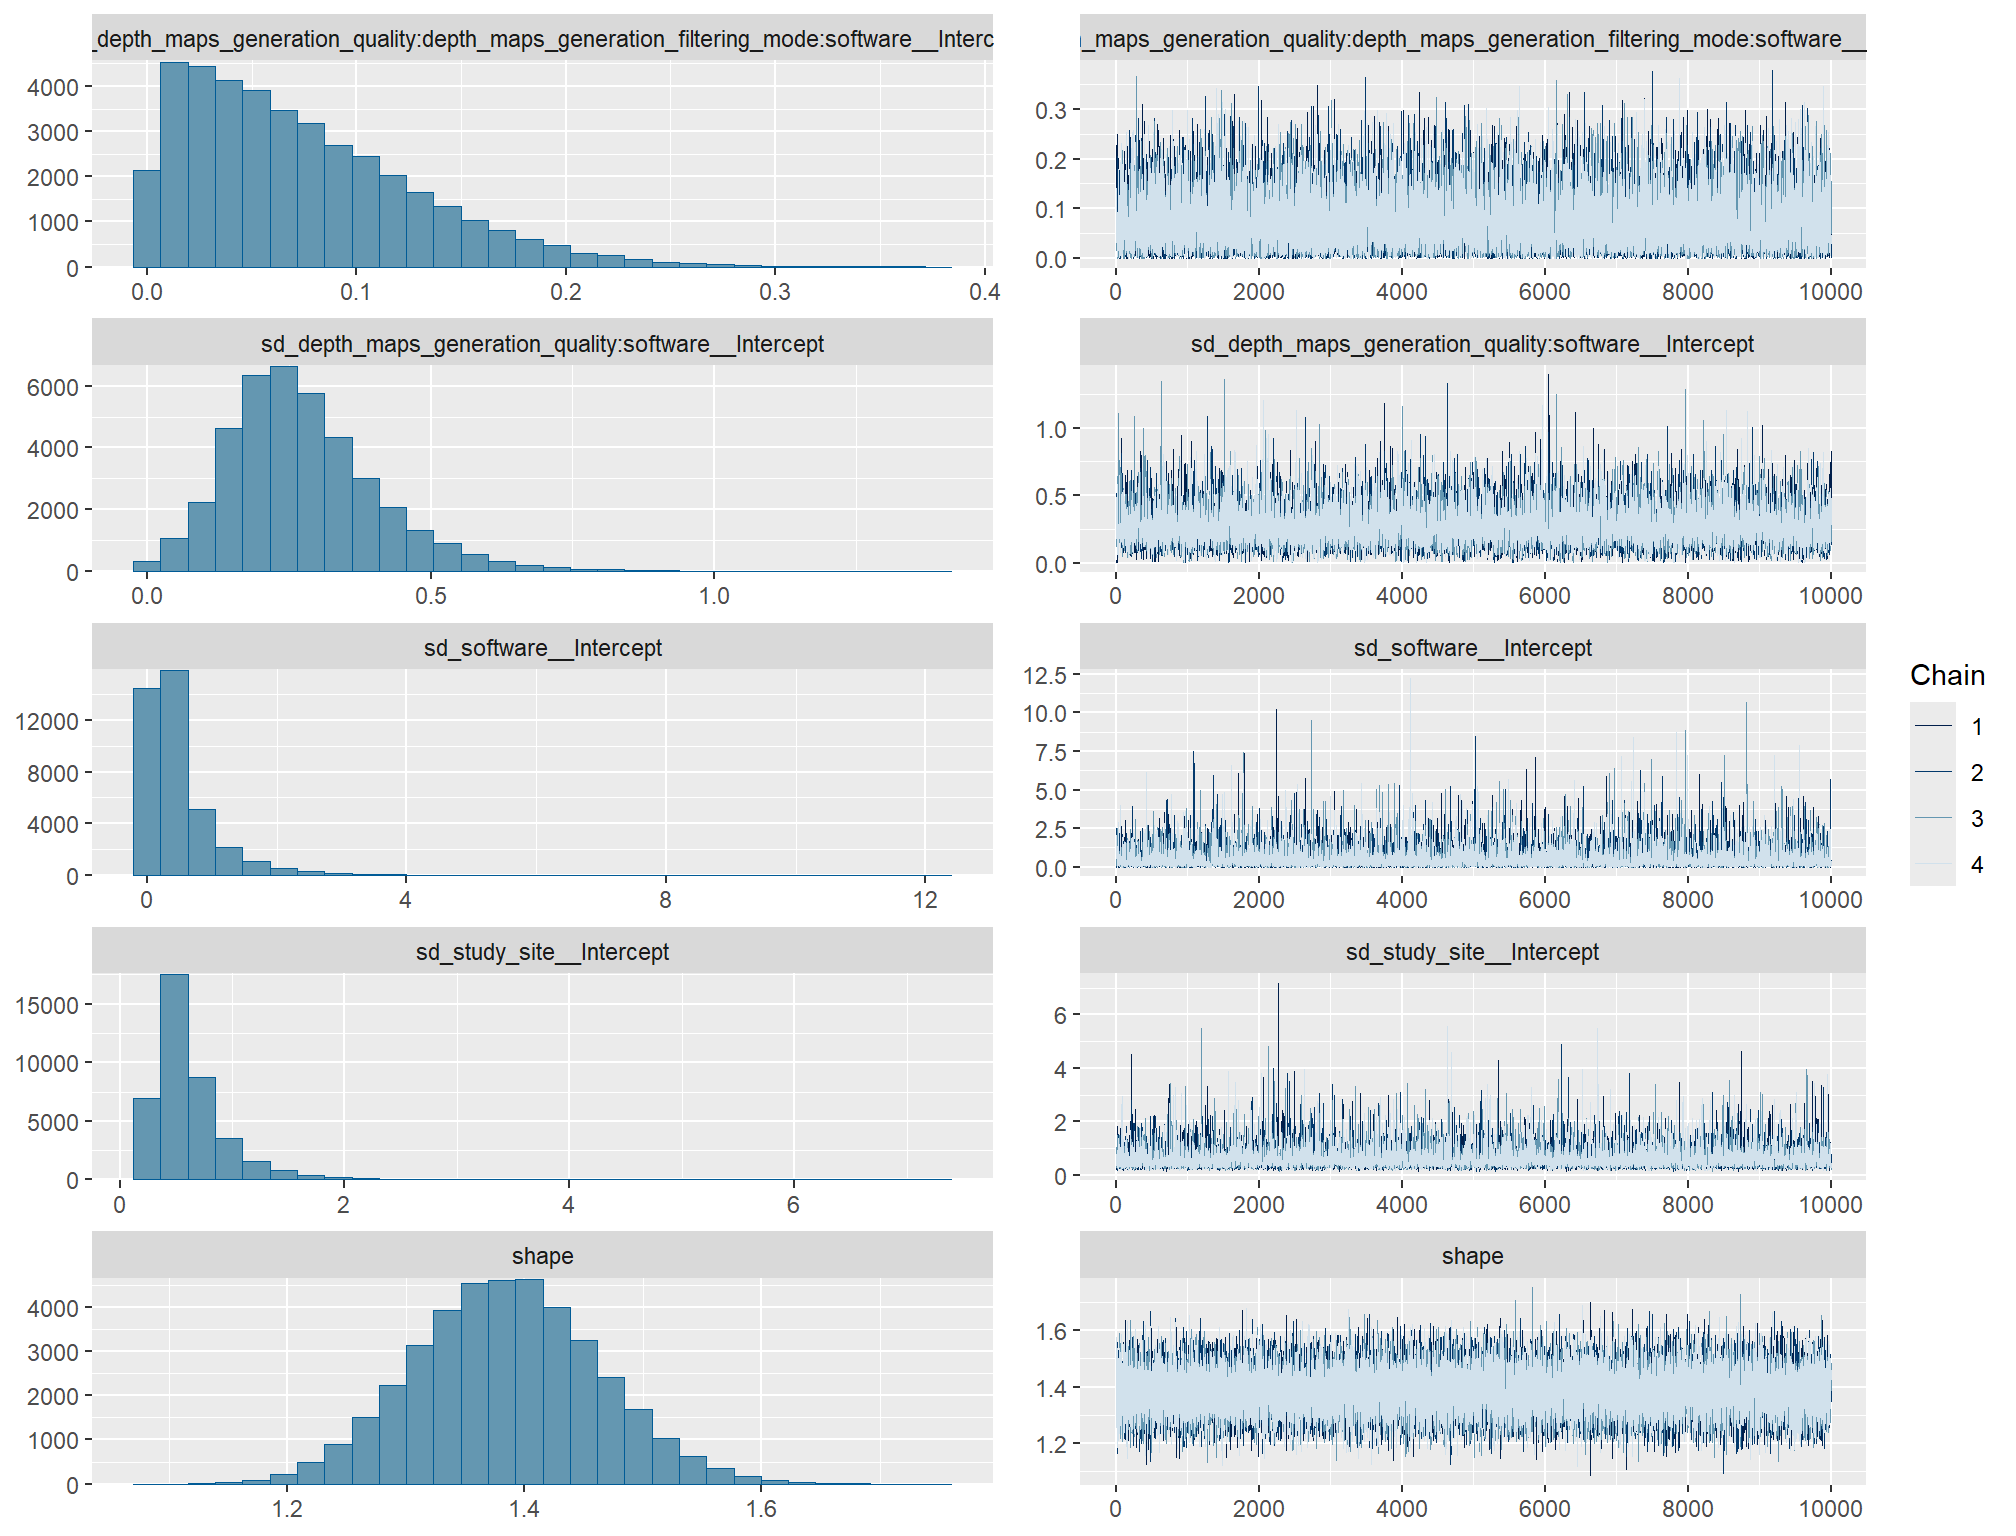 _depth_maps_generation_quality:depth_maps_generation_filtering_mode:software__Interc
4000
3000
2000
1000
0
0.0 0.1 0.2 0.3 0.4
_maps_generation_quality:depth_maps_generation_filtering_mode:software__
0.3
0.2
0.1
0.0
0 2000 4000 6000 8000 10000
sd_depth_maps_generation_quality:software__Intercept
6000
4000
2000
0
0.0 0.5 1.0
sd_depth_maps_generation_quality:software__Intercept
1.0
0.5
0.0
0 2000 4000 6000 8000 10000
sd_software__Intercept
12000
8000
4000
0
0 4 8 12
sd_software__Intercept
12.5
10.0
7.5
5.0
2.5
0.0
0 2000 4000 6000 8000 10000
sd_study_site__Intercept
15000
10000
5000
0
0 2 4 6
sd_study_site__Intercept
6
4
2
0
0 2000 4000 6000 8000 10000
shape
4000
3000
2000
1000
0
1.2 1.4 1.6
shape
1.6
1.4
1.2
0 2000 4000 6000 8000 10000
Chain
1
2
3
4